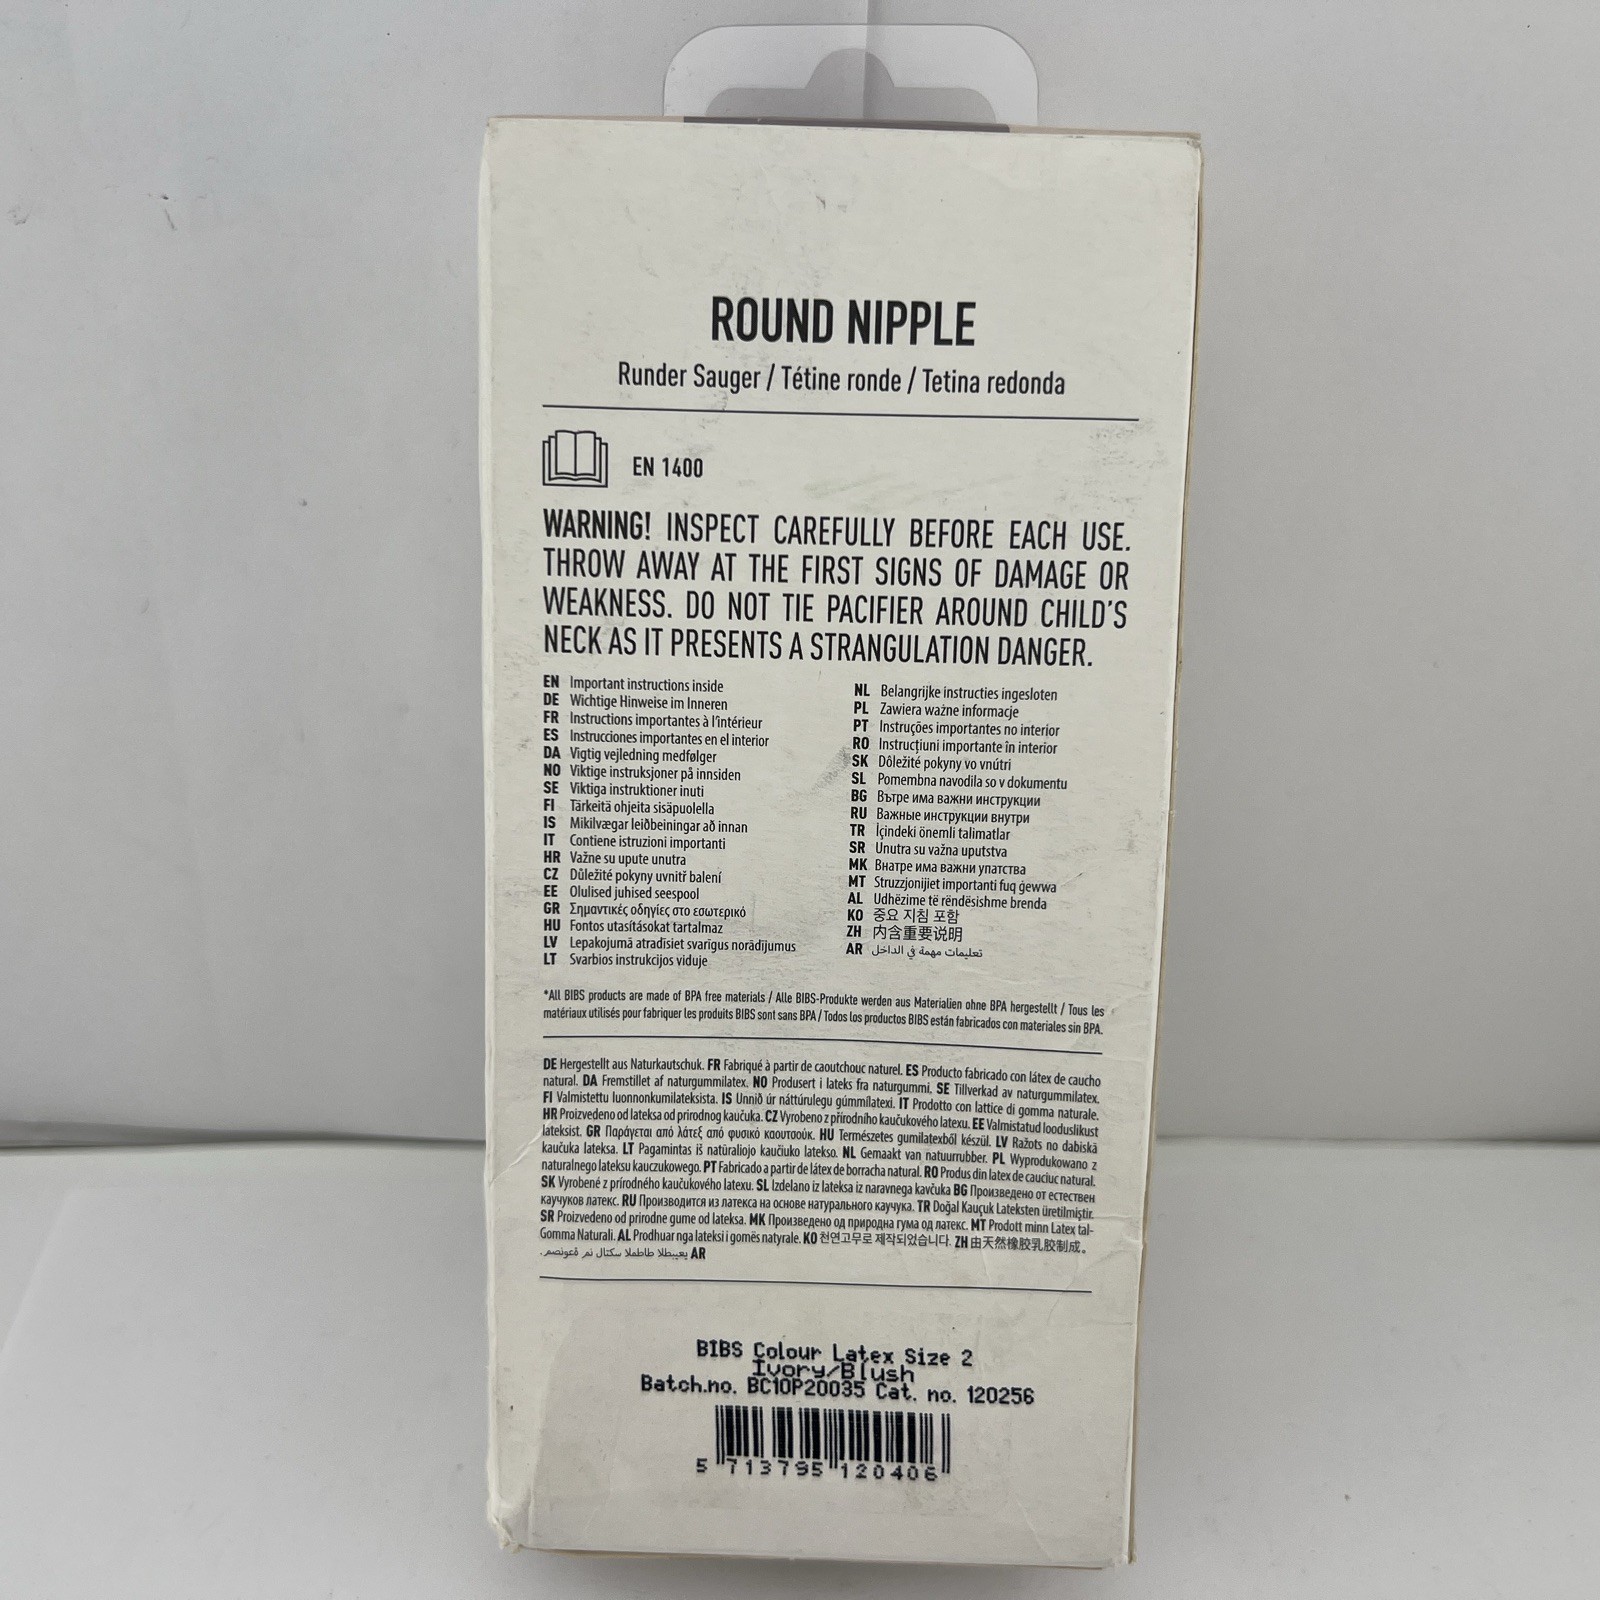 ROUND NIPPLE
Runder Sauger / Tétine ronde / Tetina redonda
EN 1400
WARNING! INSPECT CAREFULLY BEFORE EACH USE.
THROW AWAY AT THE FIRST SIGNS OF DAMAGE OR
WEAKNESS. DO NOT TIE PACIFIER AROUND CHILD'S
NECK AS IT PRESENTS A STRANGULATION DANGER.
EN Important instructions inside
DE Wichtige Hinweise im Inneren
FR Instructions importantes à l'intérieur
ES Instrucciones importantes en el interior
DA Vigtig vejledning medfølger
NO Viktige instruksjoner på innsiden
SE Viktiga instruktioner inuti
FI Tärkeitä ohjeita sisäpuolella
IS Mikilvægar leiðbeiningar að innan
IT Contiene istruzioni importanti
HR Važne su upute unutra
CZ Důležité pokyny uvnitř balení
EE Olulised juhised seespool
GR Σημαντικές οδηγίες στο εσωτερικό
HU Fontos utasításokat tartalmaz
LV Lepakojumā atradīsiet svarīgus norādījumus
LT Svarbios instrukcijos viduje
NL Belangrijke instructies ingesloten
PL Zawiera ważne informacje
PT Instruções importantes no interior
RO Instrucțiuni importante în interior
SK Dôležité pokyny vo vnútri
SL Pomembna navodila so v dokumentu
BG Вътре има важни инструкции
RU Важные инструкции внутри
TR İçindeki önemli talimatlar
SR Unutra su važna uputstva
MK Внатре има важни упатства
MT Struzzjonijiet importanti fuq ġewwa
AL Udhëzime të rëndësishme brenda
KO 중요 지침 포함
ZH 内含重要说明
AR تعليمات مهمة في الداخل
*All BIBS products are made of BPA free materials / Alle BIBS-Produkte werden aus Materialien ohne BPA hergestellt / Tous les
matériaux utilisés pour fabriquer les produits BIBS sont sans BPA / Todos los productos BIBS están fabricados con materiales sin BPA.
DE Hergestellt aus Naturkautschuk. FR Fabriqué à partir de caoutchouc naturel. ES Producto fabricado con látex de caucho
natural. DA Fremstillet af naturgummilatex. NO Produsert i lateks fra naturgummi. SE Tillverkad av naturgummilatex.
FI Valmistettu luonnonkumilateksista. IS Unnið úr náttúrulegu gúmmílatexi. IT Prodotto con lattice di gomma naturale.
HR Proizvedeno od lateksa od prirodnog kaučuka. CZ Vyrobeno z přírodního kaučukového latexu. EE Valmistatud looduslikust
lateksist. GR Παράγεται από λάτεξ από φυσικό καουτσούκ. HU Természetes gumilatexből készül. LV Ražots no dabiskā
kaučuka lateksa. LT Pagamintas iš natūraliojo kaučiuko latekso. NL Gemaakt van natuurrubber. PL Wyprodukowano z
naturalnego lateksu kauczukowego. PT Fabricado a partir de látex de borracha natural. RO Produs din latex de cauciuc natural.
SK Vyrobené z prírodného kaučukového latexu. SL Izdelano iz lateksa iz naravnega kavčuka BG Произведено от естествен
каучуков латекс. RU Производится из латекса на основе натурального каучука. TR Doğal Kauçuk Lateksten üretilmiştir.
SR Proizvedeno od prirodne gume od lateksa. MK Произведено од природна гума од латекс. MT Prodott minn Latex tal-
Gomma Naturali. AL Prodhuar nga lateksi i gomës natyrale. KO 천연고무로 제작되었습니다. ZH 由天然橡胶乳胶制成。
AR
BIBS Colour Latex Size 2
Ivory/Blush
Batch.no. BC10P20035 Cat. no. 120256
5 713795 120406